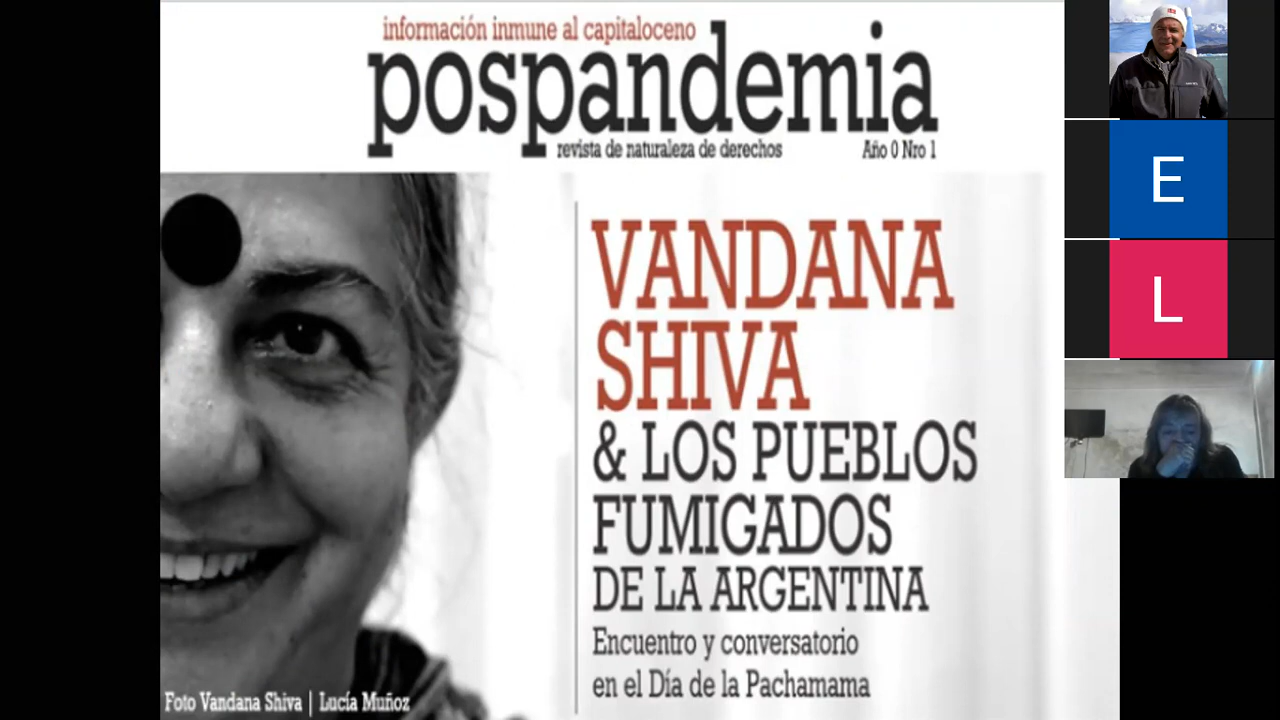 información inmune al capitaloceno
pospandemia
revista de naturaleza de derechos
Año 0 Nro 1
VANDANA
SHIVA
& LOS PUEBLOS
FUMIGADOS
DE LA ARGENTINA
Encuentro y conversatorio
en el Día de la Pachamama
Foto Vandana Shiva | Lucía Muñoz
E
L